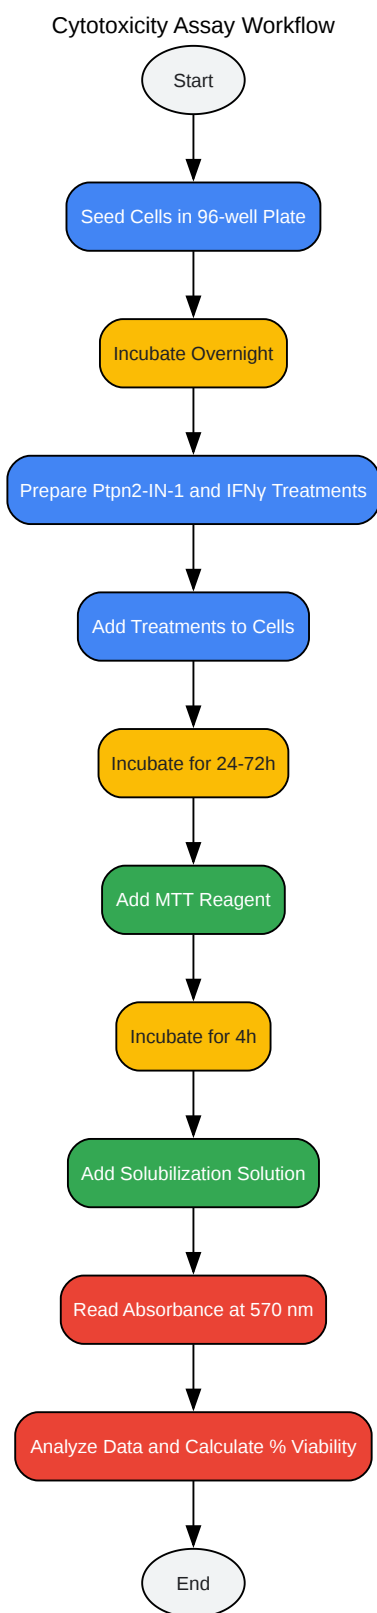 Cytotoxicity Assay Workflow
Start
Seed Cells in 96-well Plate
Incubate Overnight
Prepare Ptpn2-IN-1 and IFNγ Treatments
Add Treatments to Cells
Incubate for 24-72h
Add MTT Reagent
Incubate for 4h
Add Solubilization Solution
Read Absorbance at 570 nm
Analyze Data and Calculate % Viability
End